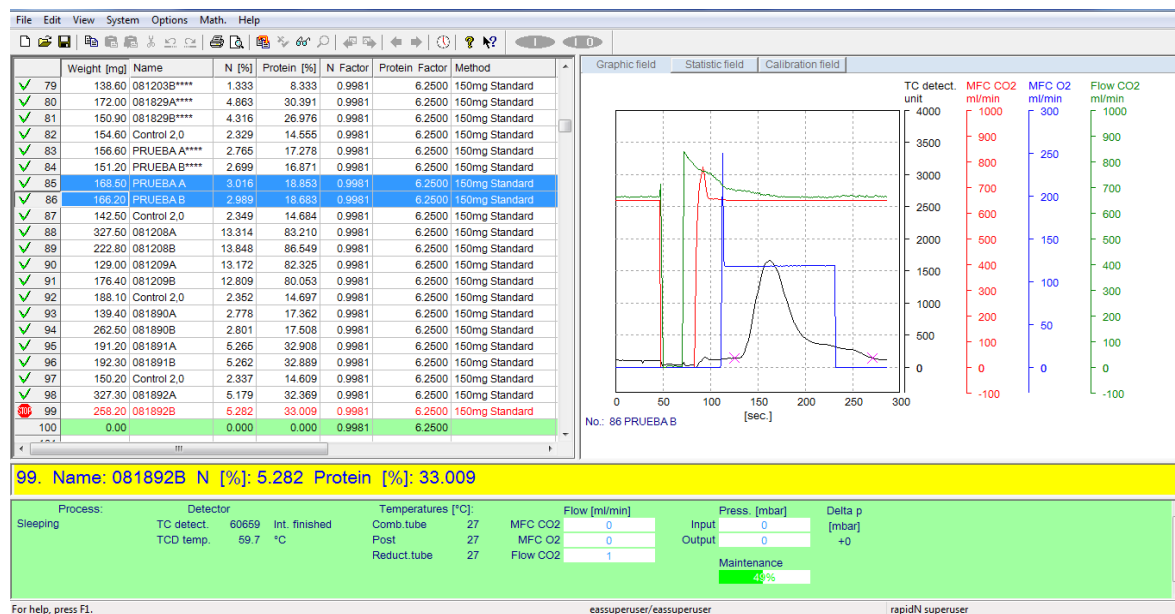 File Edit View System Options Math. Help
Weight [mg] Name N [%] Protein [%] N Factor Protein Factor Method
79 138.60 081203B**** 1.333 8.333 0.9981 6.2500 150mg Standard
80 172.00 081829A**** 4.863 30.391 0.9981 6.2500 150mg Standard
81 150.90 081829B**** 4.316 26.976 0.9981 6.2500 150mg Standard
82 154.60 Control 2,0 2.329 14.555 0.9981 6.2500 150mg Standard
83 156.60 PRUEBA A**** 2.765 17.278 0.9981 6.2500 150mg Standard
84 151.20 PRUEBA B**** 2.699 16.871 0.9981 6.2500 150mg Standard
85 168.50 PRUEBA A 3.016 18.853 0.9981 6.2500 150mg Standard
86 166.20 PRUEBA B 2.989 18.683 0.9981 6.2500 150mg Standard
87 142.50 Control 2,0 2.349 14.684 0.9981 6.2500 150mg Standard
88 327.50 081208A 13.314 83.210 0.9981 6.2500 150mg Standard
89 222.80 081208B 13.848 86.549 0.9981 6.2500 150mg Standard
90 129.00 081209A 13.172 82.325 0.9981 6.2500 150mg Standard
91 176.40 081209B 12.809 80.053 0.9981 6.2500 150mg Standard
92 188.10 Control 2,0 2.352 14.697 0.9981 6.2500 150mg Standard
93 139.40 081890A 2.778 17.362 0.9981 6.2500 150mg Standard
94 262.50 081890B 2.801 17.508 0.9981 6.2500 150mg Standard
95 191.20 081891A 5.265 32.908 0.9981 6.2500 150mg Standard
96 192.30 081891B 5.262 32.889 0.9981 6.2500 150mg Standard
97 150.20 Control 2,0 2.337 14.609 0.9981 6.2500 150mg Standard
98 327.30 081892A 5.179 32.369 0.9981 6.2500 150mg Standard
STOP 99 258.20 081892B 5.282 33.009 0.9981 6.2500 150mg Standard
100 0.00 0.000 0.000 0.9981 6.2500
Graphic field Statistic field Calibration field
TC detect. MFC CO2 MFC O2 Flow CO2
unit ml/min ml/min ml/min
4000 1000 300 1000
3500 900 900
800 250 800
3000 700 700
2500 600 200 600
2000 500 150 500
1500 400 400
300 100 300
1000 200 200
500 100 50 100
0 0 0 0
-100 -100
0 50 100 150 200 250 300
[sec.]
No.: 86 PRUEBA B
99. Name: 081892B N [%]: 5.282 Protein [%]: 33.009
Process: Detector Temperatures [°C]: Flow [ml/min] Press. [mbar] Delta p
Sleeping TC detect. 60659 Int. finished Comb.tube 27 MFC CO2 0 Input 0 [mbar]
TCD temp. 59.7 °C Post 27 MFC O2 0 Output 0 +0
Reduct.tube 27 Flow CO2 1
Maintenance
49%
For help, press F1. eassuperuser/eassuperuser rapidN superuser